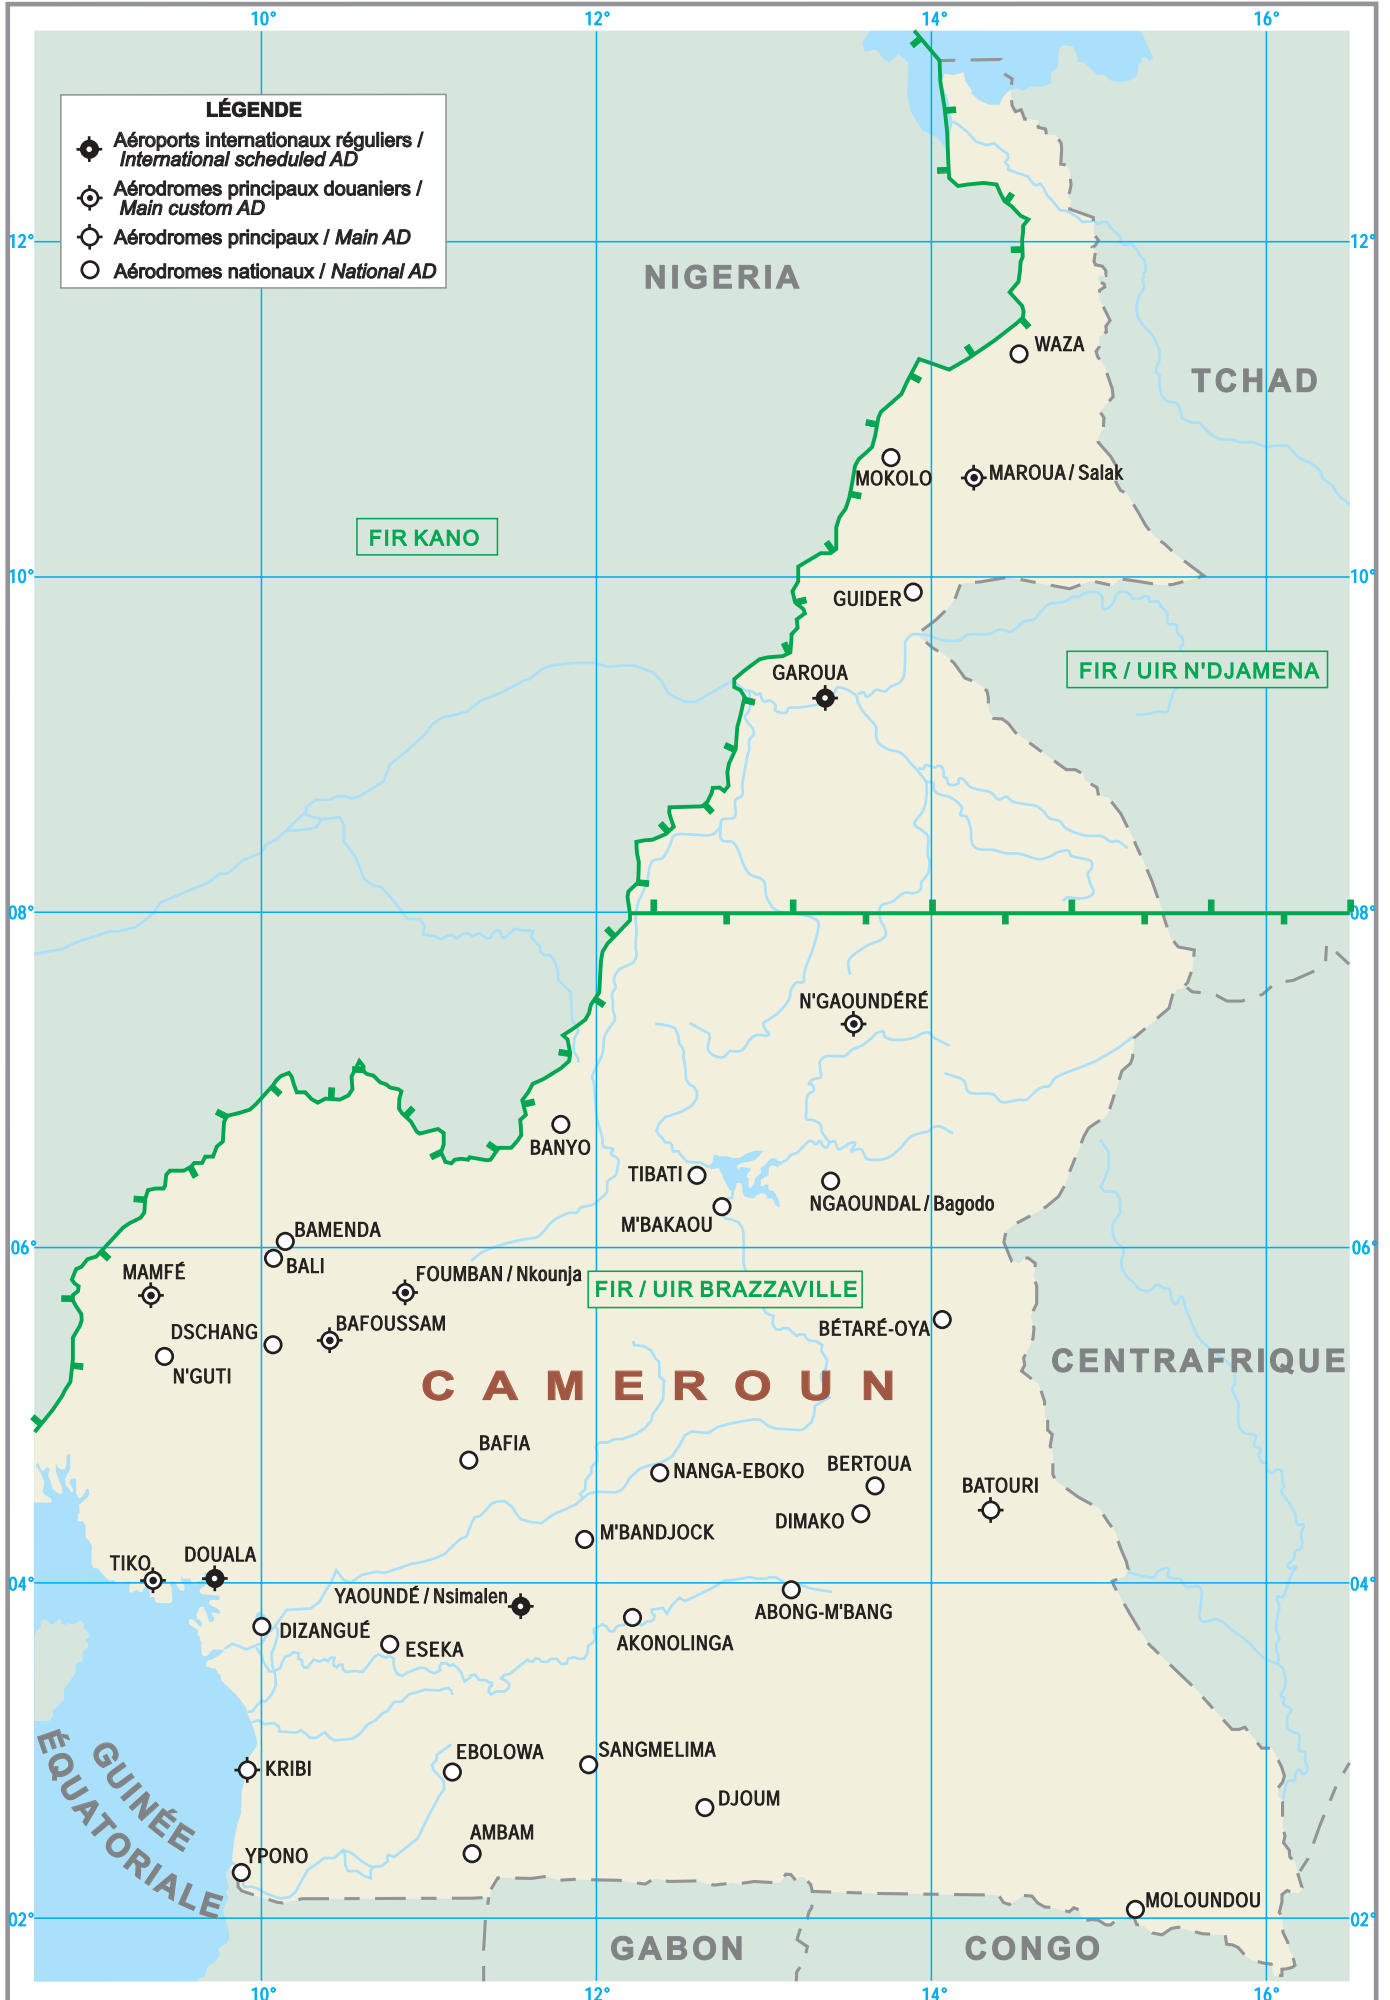 10°
12°
14°
16°
LÉGENDE
Aéroports internationaux réguliers /
International scheduled AD
Aérodromes principaux douaniers /
Main custom AD
Aérodromes principaux / Main AD
Aérodromes nationaux / National AD
12°
12°
NIGERIA
WAZA
TCHAD
MOKOLO
MAROUA / Salak
FIR KANO
10°
10°
GUIDER
FIR / UIR N'DJAMENA
GAROUA
08°
08°
N'GAOUNDÉRÉ
BANYO
TIBATI
NGAOUNDAL / Bagodo
M'BAKAOU
BAMENDA
06°
06°
BALI
MAMFÉ
FOUMBAN / Nkounja
FIR / UIR BRAZZAVILLE
DSCHANG
BAFOUSSAM
BÉTARÉ-OYA
N'GUTI
CENTRAFRIQUE
CAMEROUN
BAFIA
NANGA-EBOKO
BERTOUA
BATOURI
DIMAKO
M'BANDJOCK
TIKO
DOUALA
04°
04°
YAOUNDÉ / Nsimalen
ABONG-M'BANG
DIZANGUÉ
AKONOLINGA
ESEKA
EBOLOWA
SANGMELIMA
KRIBI
DJOUM
GUINÉE
ÉQUATORIALE
AMBAM
YPONO
MOLOUNDOU
02°
02°
GABON
CONGO
10°
12°
14°
16°